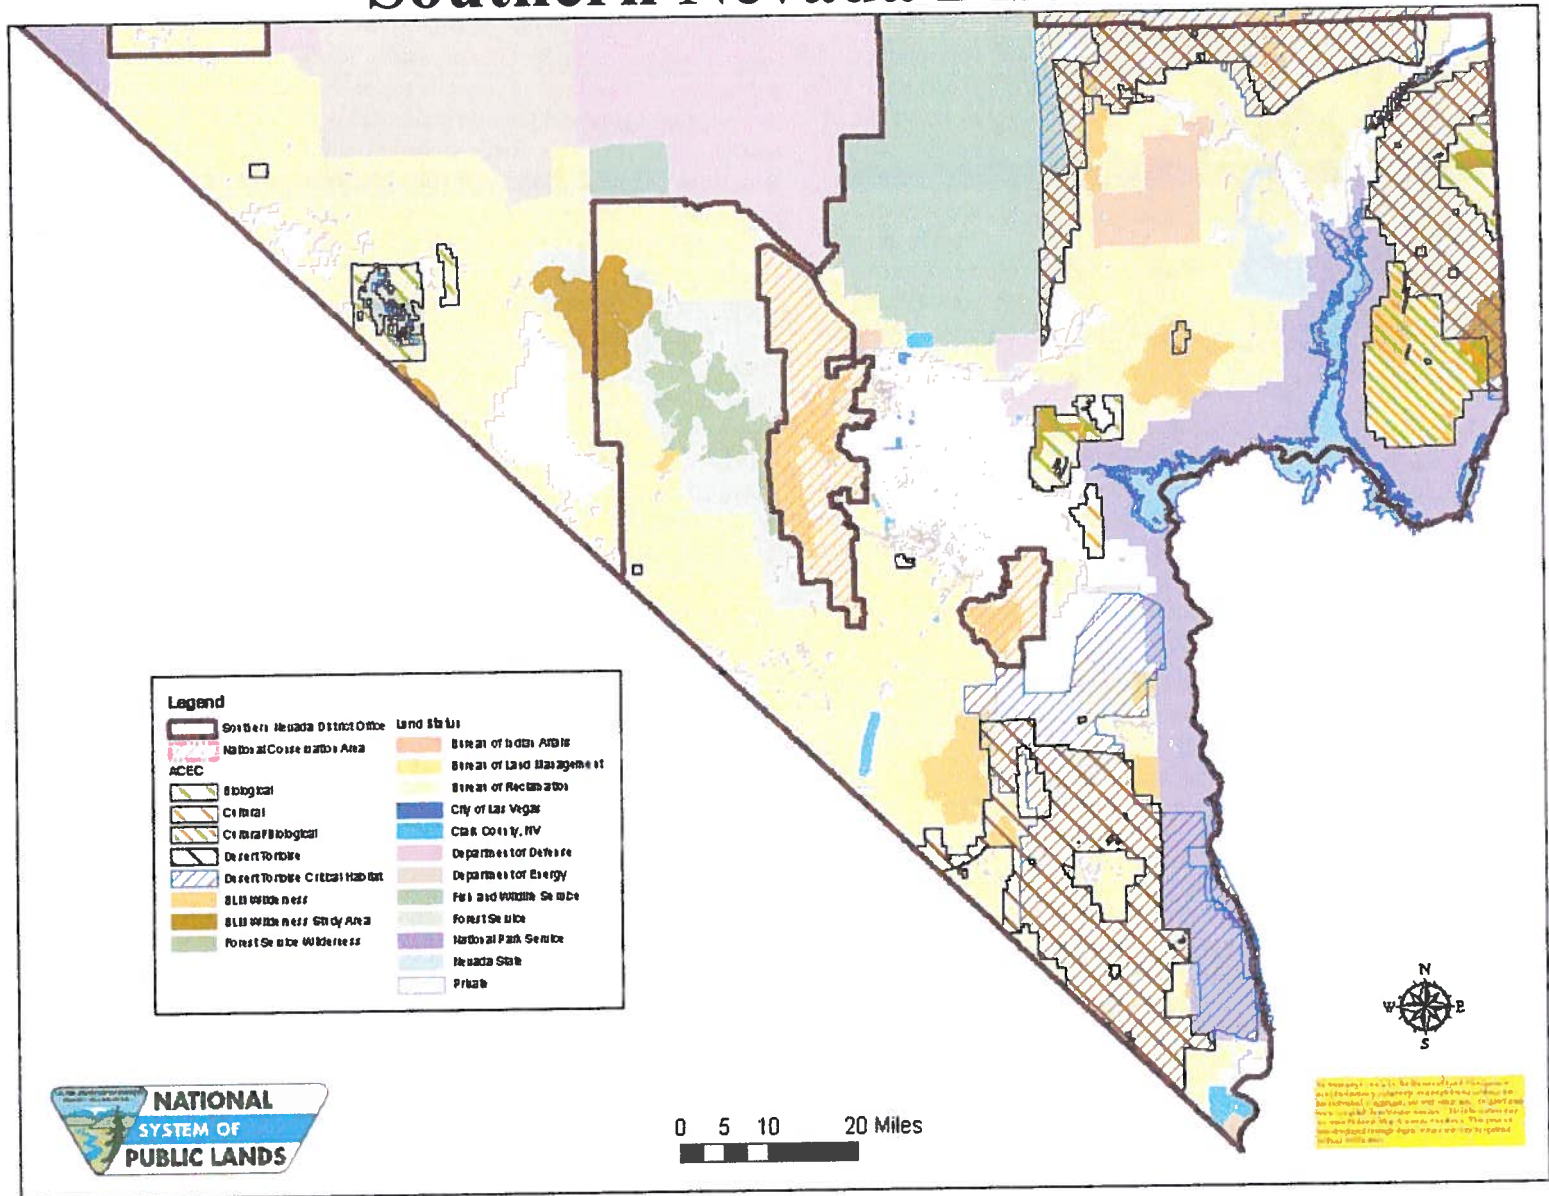 Southern Nevada
Legend
Southern Nevada District Office
National Conservation Area
ACEC
Biological
Cultural
Cultural/Biological
Desert Tortoise
Desert Tortoise Critical Habitat
BLM Wilderness
BLM Wilderness Study Area
Forest Service Wilderness
Land Status
Bureau of Indian Affairs
Bureau of Land Management
Bureau of Reclamation
City of Las Vegas
Clark County, NV
Department of Defense
Department of Energy
Fish and Wildlife Service
Forest Service
National Park Service
Nevada State
Private
N
W E
S
NATIONAL
SYSTEM OF
PUBLIC LANDS
0 5 10 20 Miles